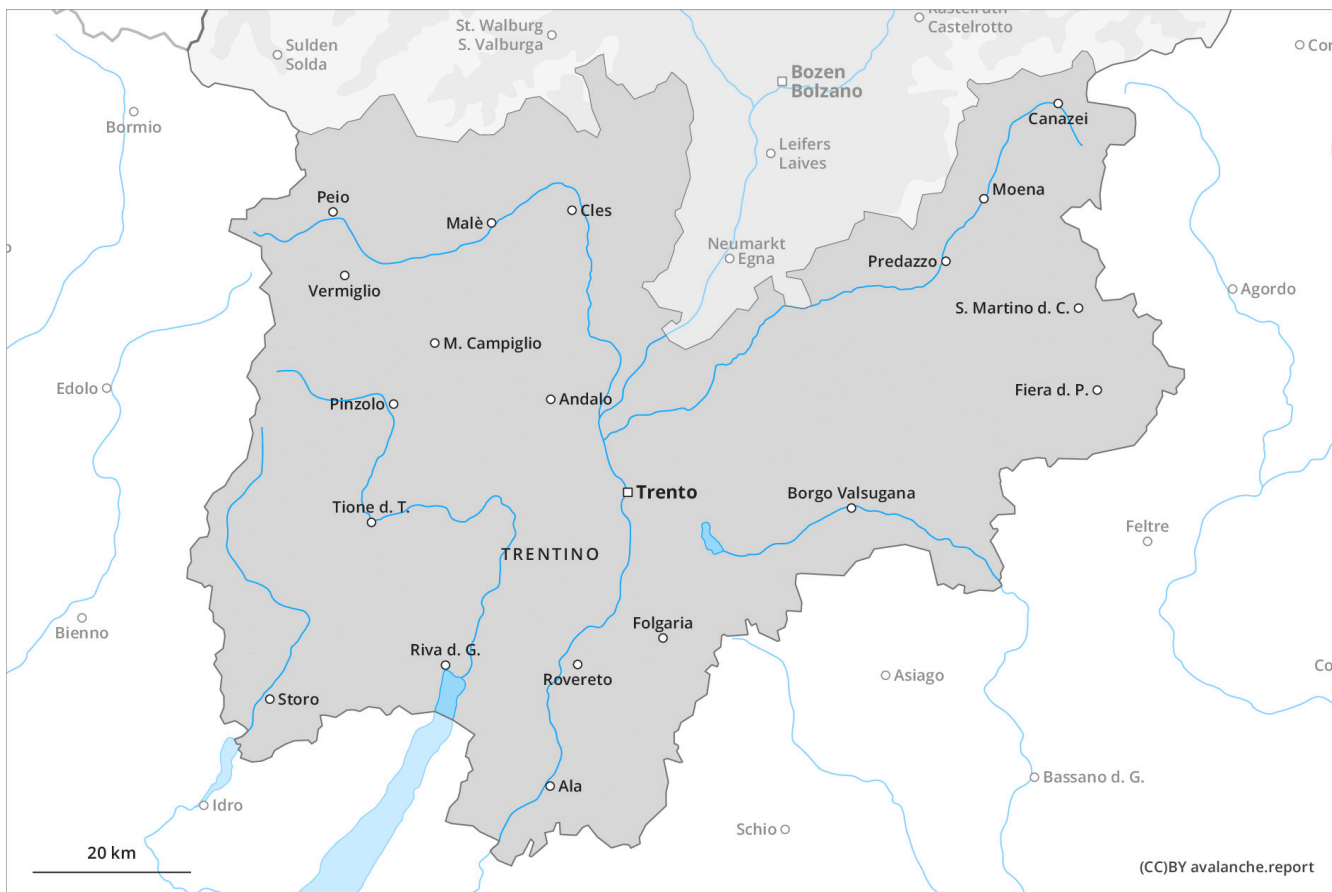 Kastelruth
Castelrotto
St. Walburg
S. Valburga
Sulden
Solda
Bozen
Bolzano
Bormio
Canazei
Leifers
Laives
Moena
Peio
Malè
Cles
Neumarkt
Egna
Predazzo
Vermiglio
Agordo
S. Martino d. C.
M. Campiglio
Edolo
Pinzolo
Andalo
Fiera d. P.
Trento
Borgo Valsugana
Tione d. T.
Feltre
TRENTINO
Bienno
Folgaria
Riva d. G.
Rovereto
Asiago
Storo
Bassano d. G.
Ala
Idro
Schio
20 km
(CC)BY avalanche.report